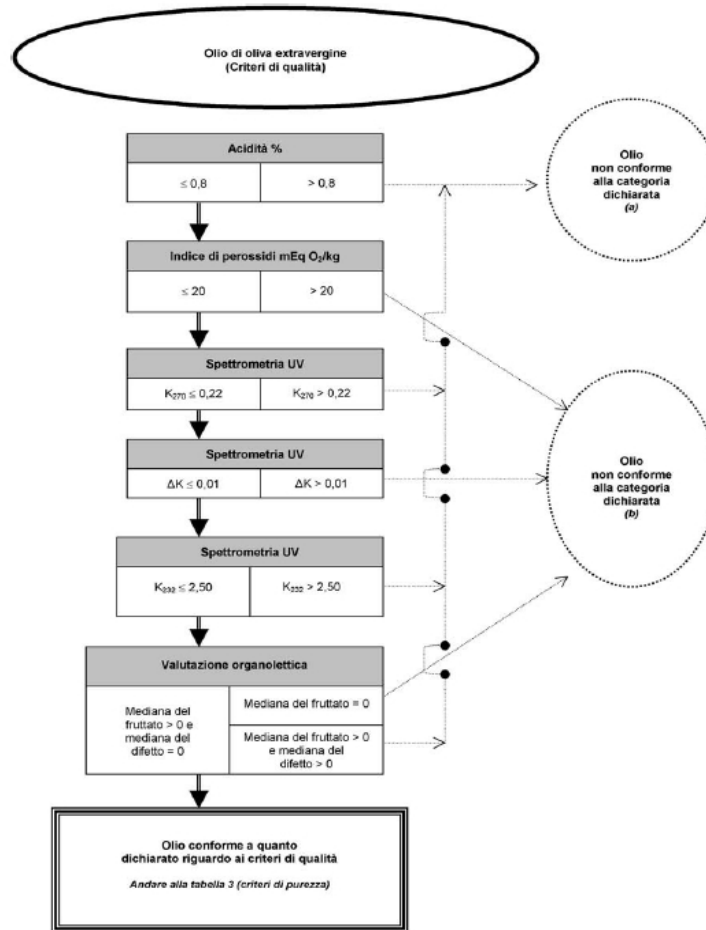 Olio di oliva extravergine
(Criteri di qualità)
Acidità %
≤ 0,8
> 0,8
Olio
non conforme
alla categoria
dichiarata
(a)
Indice di perossidi mEq O₂/kg
≤ 20
> 20
Spettrometria UV
K₂₇₀ ≤ 0,22
K₂₇₀ > 0,22
Spettrometria UV
ΔK ≤ 0,01
ΔK > 0,01
Olio
non conforme
alla categoria
dichiarata
(b)
Spettrometria UV
K₂₃₂ ≤ 2,50
K₂₃₂ > 2,50
Valutazione organolettica
Mediana del
fruttato > 0 e
mediana del
difetto = 0
Mediana del fruttato = 0
Mediana del fruttato > 0
e mediana del
difetto > 0
Olio conforme a quanto
dichiarato riguardo ai criteri di qualità
Andare alla tabella 3 (criteri di purezza)